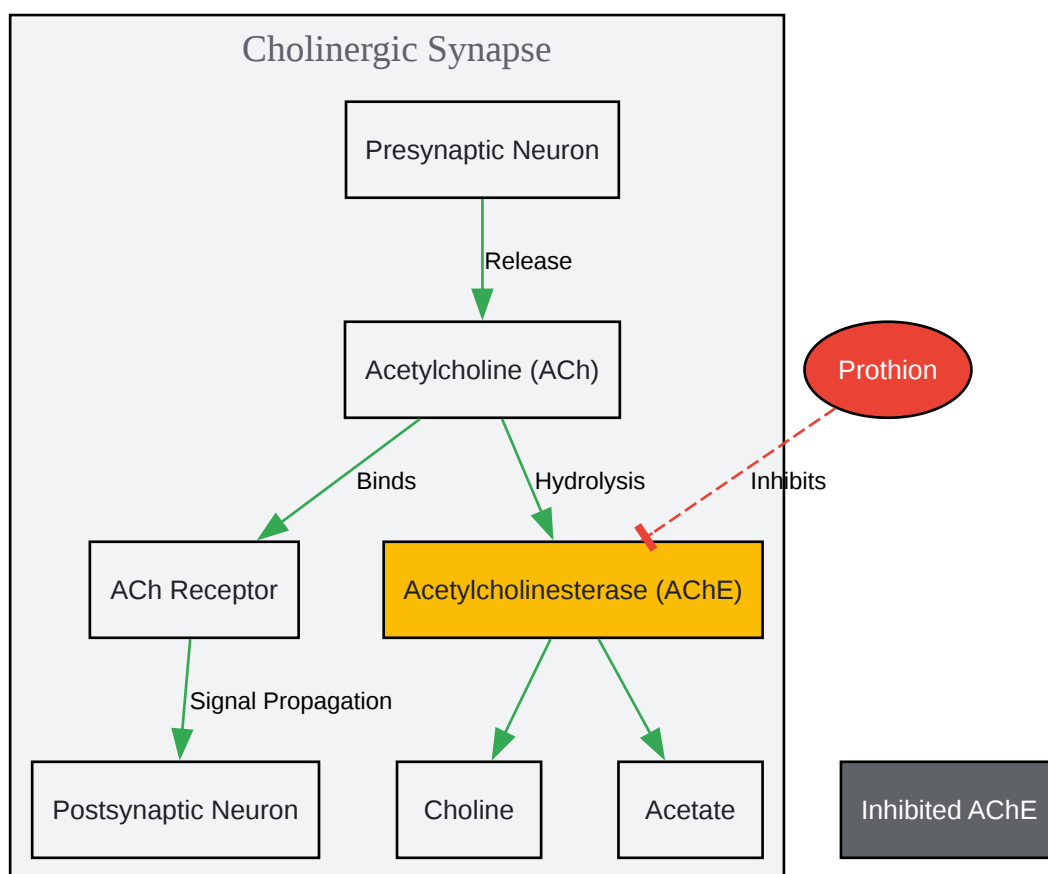 Cholinergic Synapse
Presynaptic Neuron
Release
Acetylcholine (ACh)
Prothion
Binds
Hydrolysis
Inhibits
ACh Receptor
Acetylcholinesterase (AChE)
Signal Propagation
Postsynaptic Neuron
Choline
Acetate
Inhibited AChE